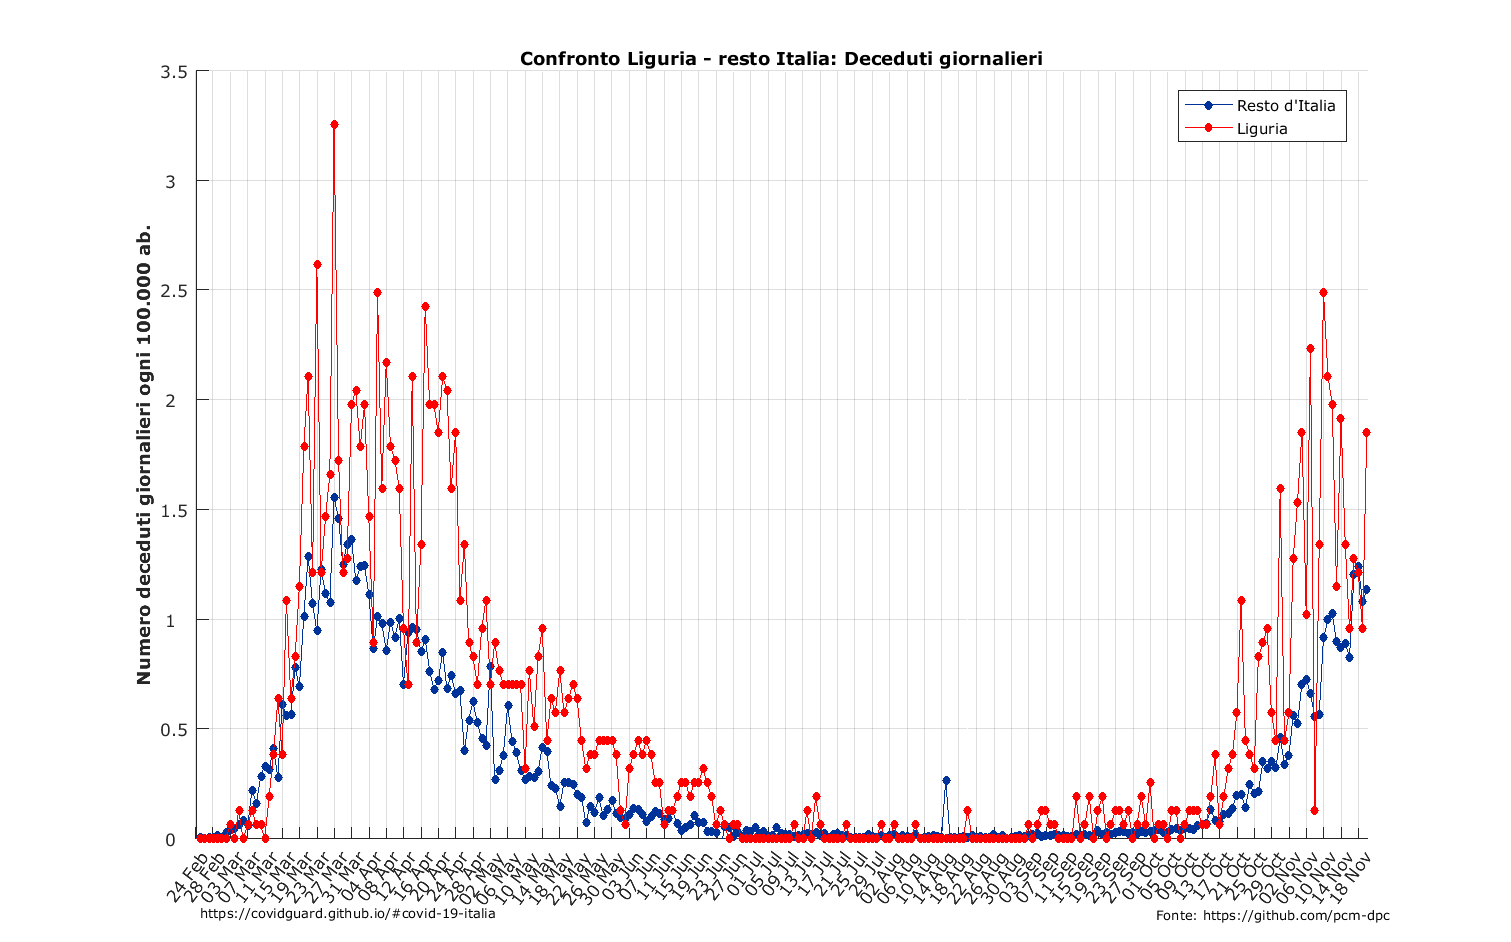 Confronto Liguria - resto Italia: Deceduti giornalieri
Resto d'Italia
Liguria
Numero deceduti giornalieri ogni 100.000 ab.
3.5
3
2.5
2
1.5
1
0.5
0
24 Feb
28 Feb
03 Mar
07 Mar
11 Mar
15 Mar
19 Mar
23 Mar
27 Mar
31 Mar
04 Apr
08 Apr
12 Apr
16 Apr
20 Apr
24 Apr
28 Apr
02 May
06 May
10 May
14 May
18 May
22 May
26 May
30 May
03 Jun
07 Jun
11 Jun
15 Jun
19 Jun
23 Jun
27 Jun
01 Jul
05 Jul
09 Jul
13 Jul
17 Jul
21 Jul
25 Jul
29 Jul
02 Aug
06 Aug
10 Aug
14 Aug
18 Aug
22 Aug
26 Aug
30 Aug
03 Sep
07 Sep
11 Sep
15 Sep
19 Sep
23 Sep
27 Sep
01 Oct
05 Oct
09 Oct
13 Oct
17 Oct
21 Oct
25 Oct
29 Oct
02 Nov
06 Nov
10 Nov
14 Nov
18 Nov
https://covidguard.github.io/#covid-19-italia
Fonte: https://github.com/pcm-dpc